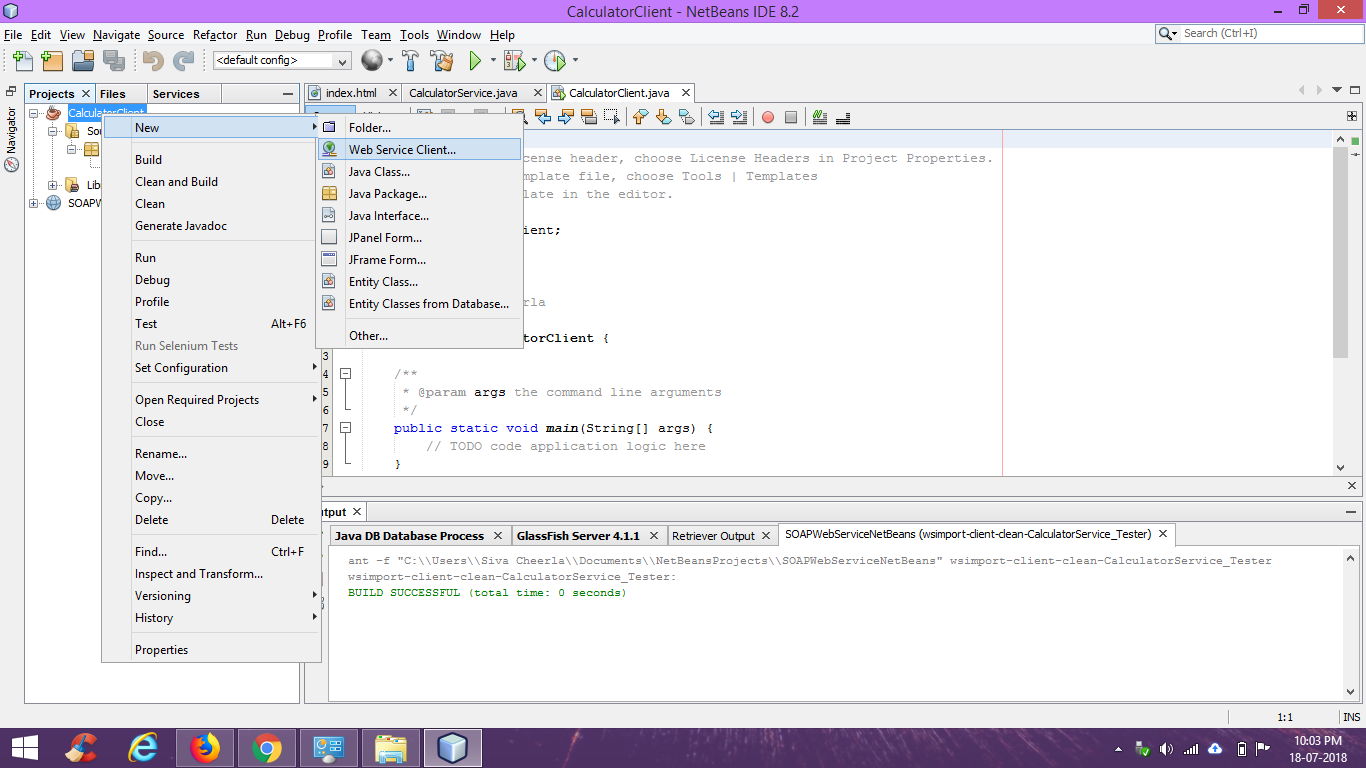 CalculatorClient - NetBeans IDE 8.2
File Edit View Navigate Source Refactor Run Debug Profile Team Tools Window Help
Search (Ctrl+I)
<default config>
Projects Files Services
index.html CalculatorService.java CalculatorClient.java
Navigator
CalculatorClient
Sou
Lib
SOAPW
New
Build
Clean and Build
Clean
Generate Javadoc
Run
Debug
Profile
Test Alt+F6
Run Selenium Tests
Set Configuration
Open Required Projects
Close
Rename...
Move...
Copy...
Delete Delete
Find... Ctrl+F
Inspect and Transform...
Versioning
History
Properties
Folder...
Web Service Client...
Java Class...
Java Package...
Java Interface...
JPanel Form...
JFrame Form...
Entity Class...
Entity Classes from Database...
Other...
cense header, choose License Headers in Project Properties.
mplate file, choose Tools | Templates
late in the editor.
ient;
rla
torClient {
3
4 /**
5 * @param args the command line arguments
6 */
7 public static void main(String[] args) {
8 // TODO code application logic here
9 }
tput
Java DB Database Process GlassFish Server 4.1.1 Retriever Output SOAPWebServiceNetBeans (wsimport-client-clean-CalculatorService_Tester)
ant -f "C:\\Users\\Siva Cheerla\\Documents\\NetBeansProjects\\SOAPWebServiceNetBeans" wsimport-client-clean-CalculatorService_Tester
wsimport-client-clean-CalculatorService_Tester:
BUILD SUCCESSFUL (total time: 0 seconds)
1:1 INS
10:03 PM
18-07-2018